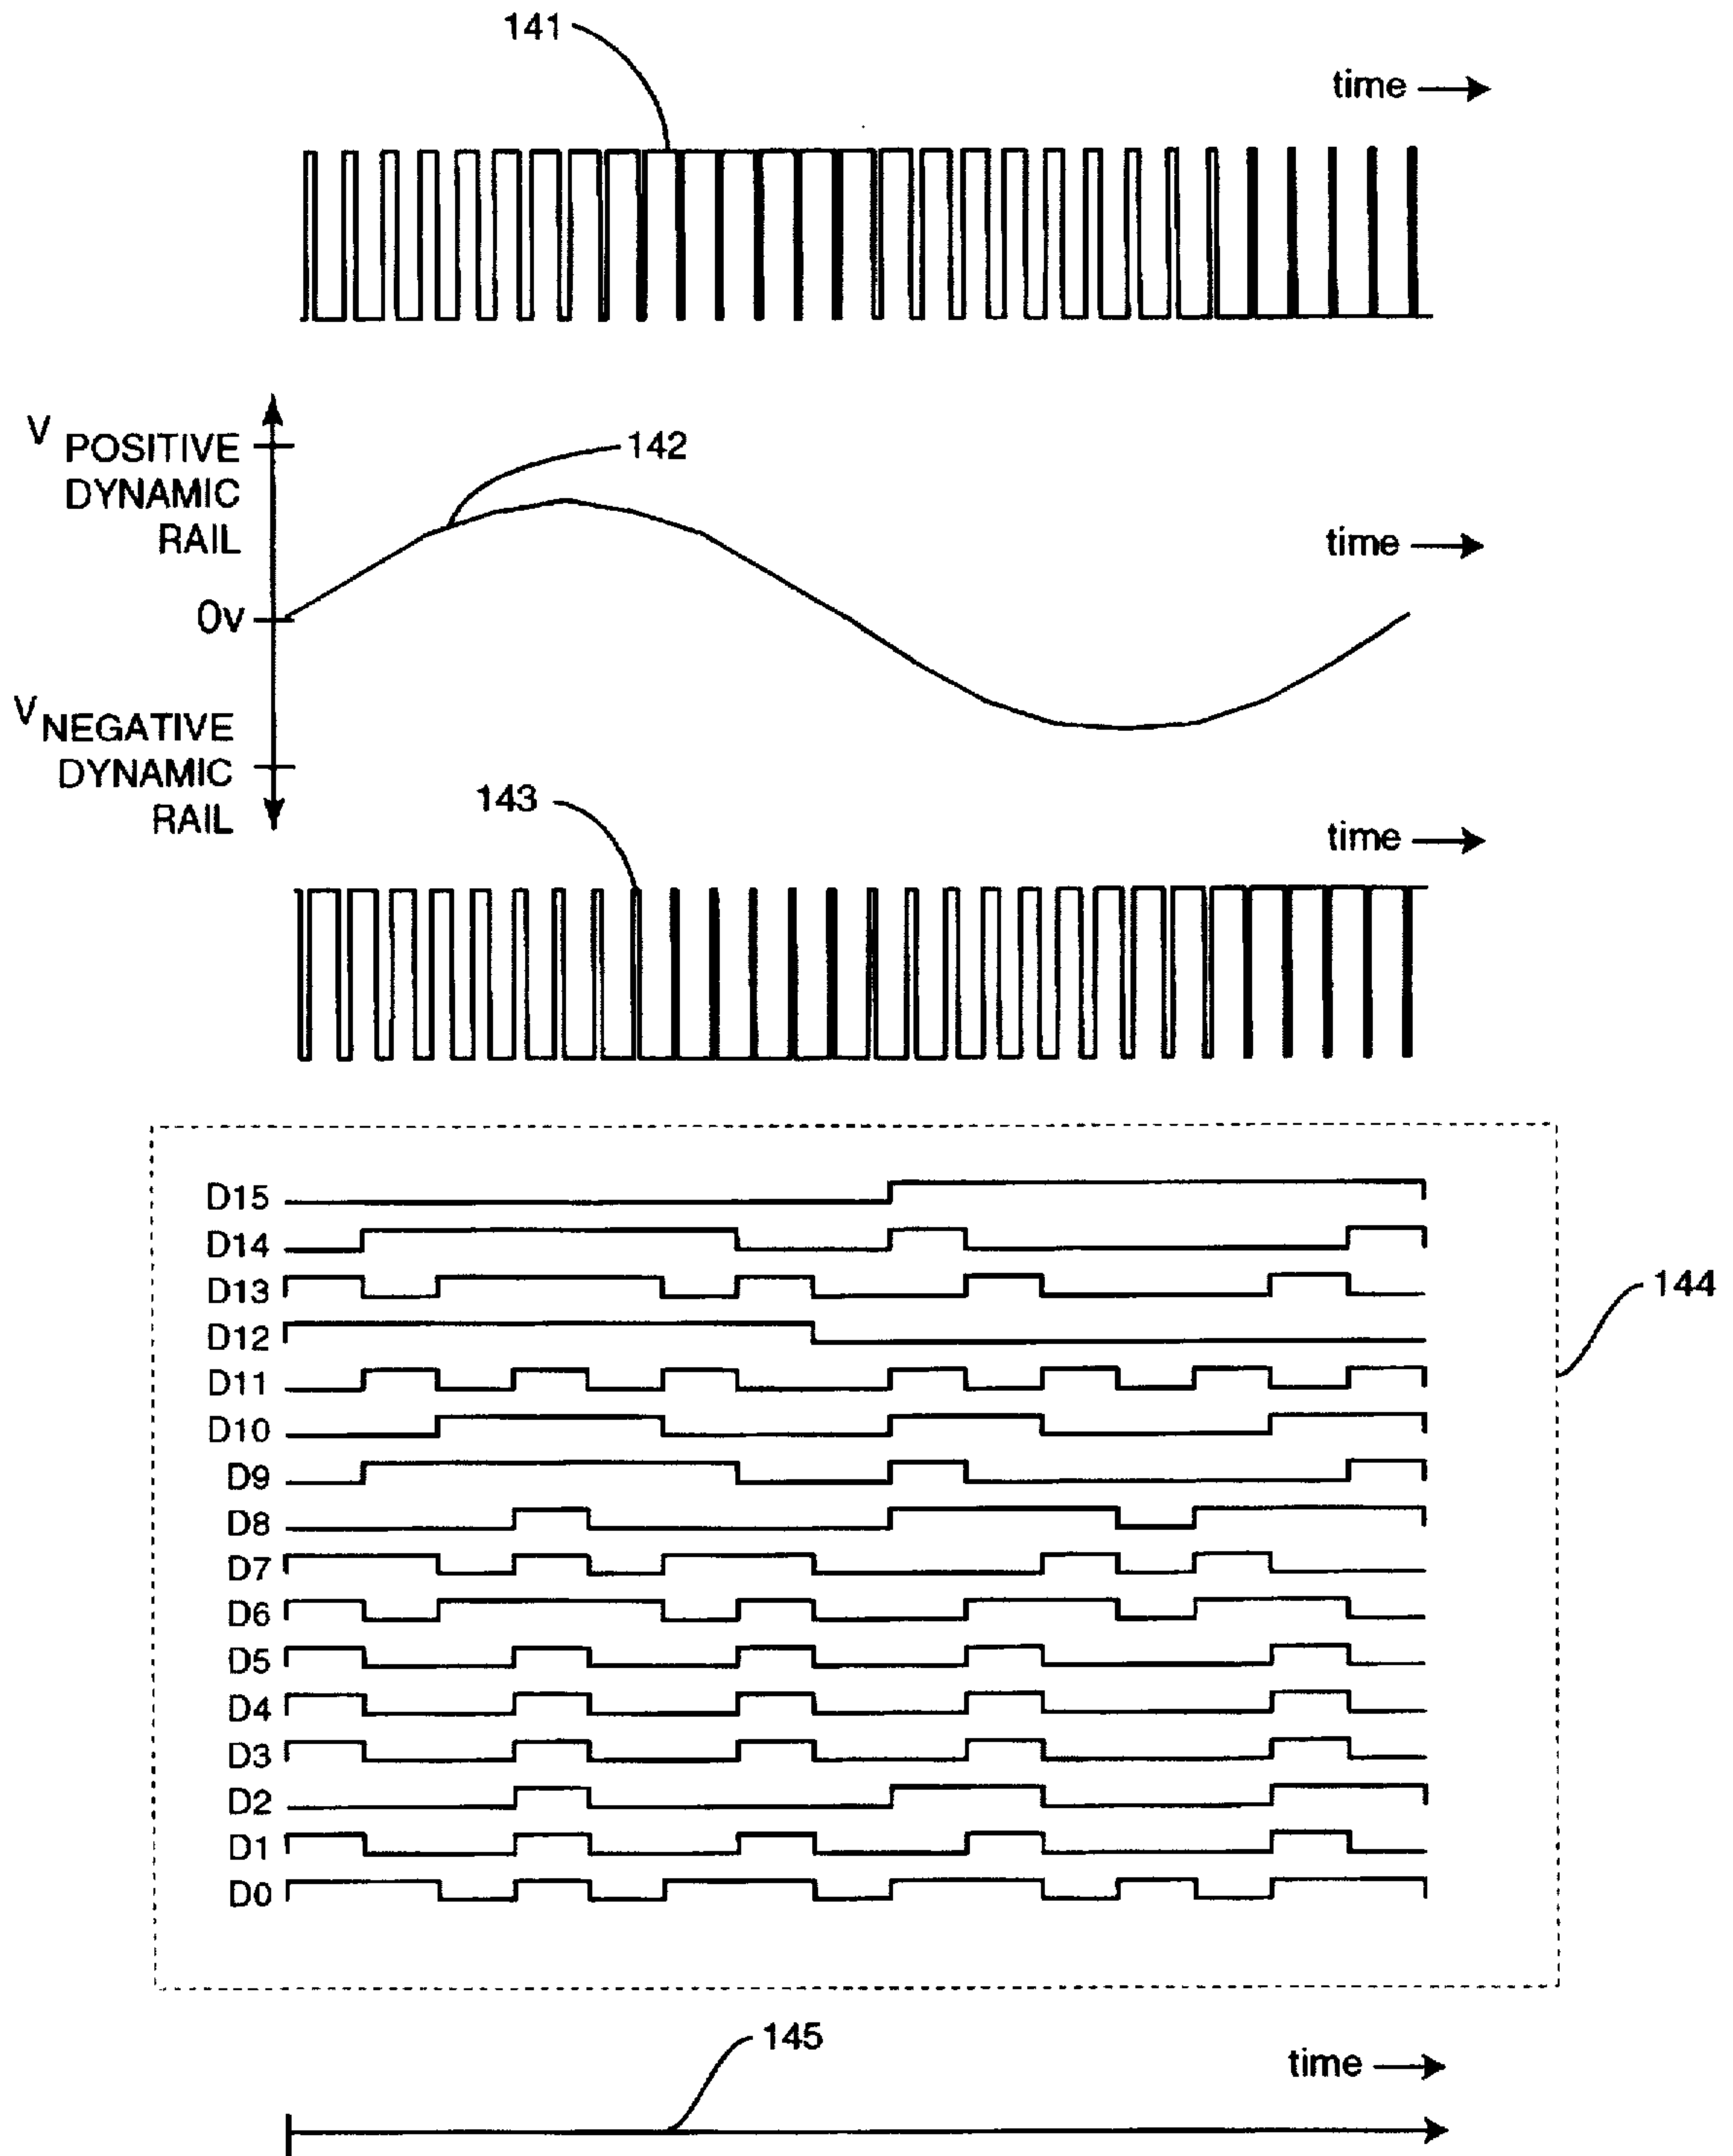 141
time
V POSITIVE
DYNAMIC
RAIL
142
time
0v
V NEGATIVE
DYNAMIC
RAIL
143
time
D15
D14
D13
144
D12
D11
D10
D9
D8
D7
D6
D5
D4
D3
D2
D1
D0
145
time